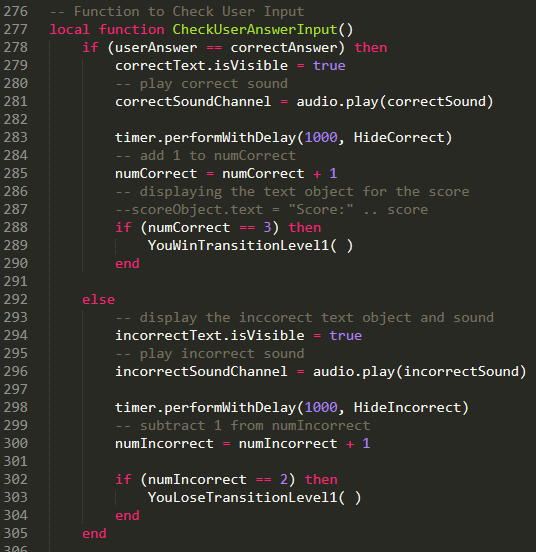 276 -- Function to Check User Input
277 local function CheckUserAnswerInput()
278     if (userAnswer == correctAnswer) then
279         correctText.isVisible = true
280         -- play correct sound
281         correctSoundChannel = audio.play(correctSound)
282
283         timer.performWithDelay(1000, HideCorrect)
284         -- add 1 to numCorrect
285         numCorrect = numCorrect + 1
286         -- displaying the text object for the score
287         --scoreObject.text = "Score:" .. score
288         if (numCorrect == 3) then
289             YouWinTransitionLevel1( )
290         end
291
292     else
293         -- display the inccorect text object and sound
294         incorrectText.isVisible = true
295         -- play incorrect sound
296         incorrectSoundChannel = audio.play(incorrectSound)
297
298         timer.performWithDelay(1000, HideIncorrect)
299         -- subtract 1 from numIncorrect
300         numIncorrect = numIncorrect + 1
301
302         if (numIncorrect == 2) then
303             YouLoseTransitionLevel1( )
304         end
305     end
306